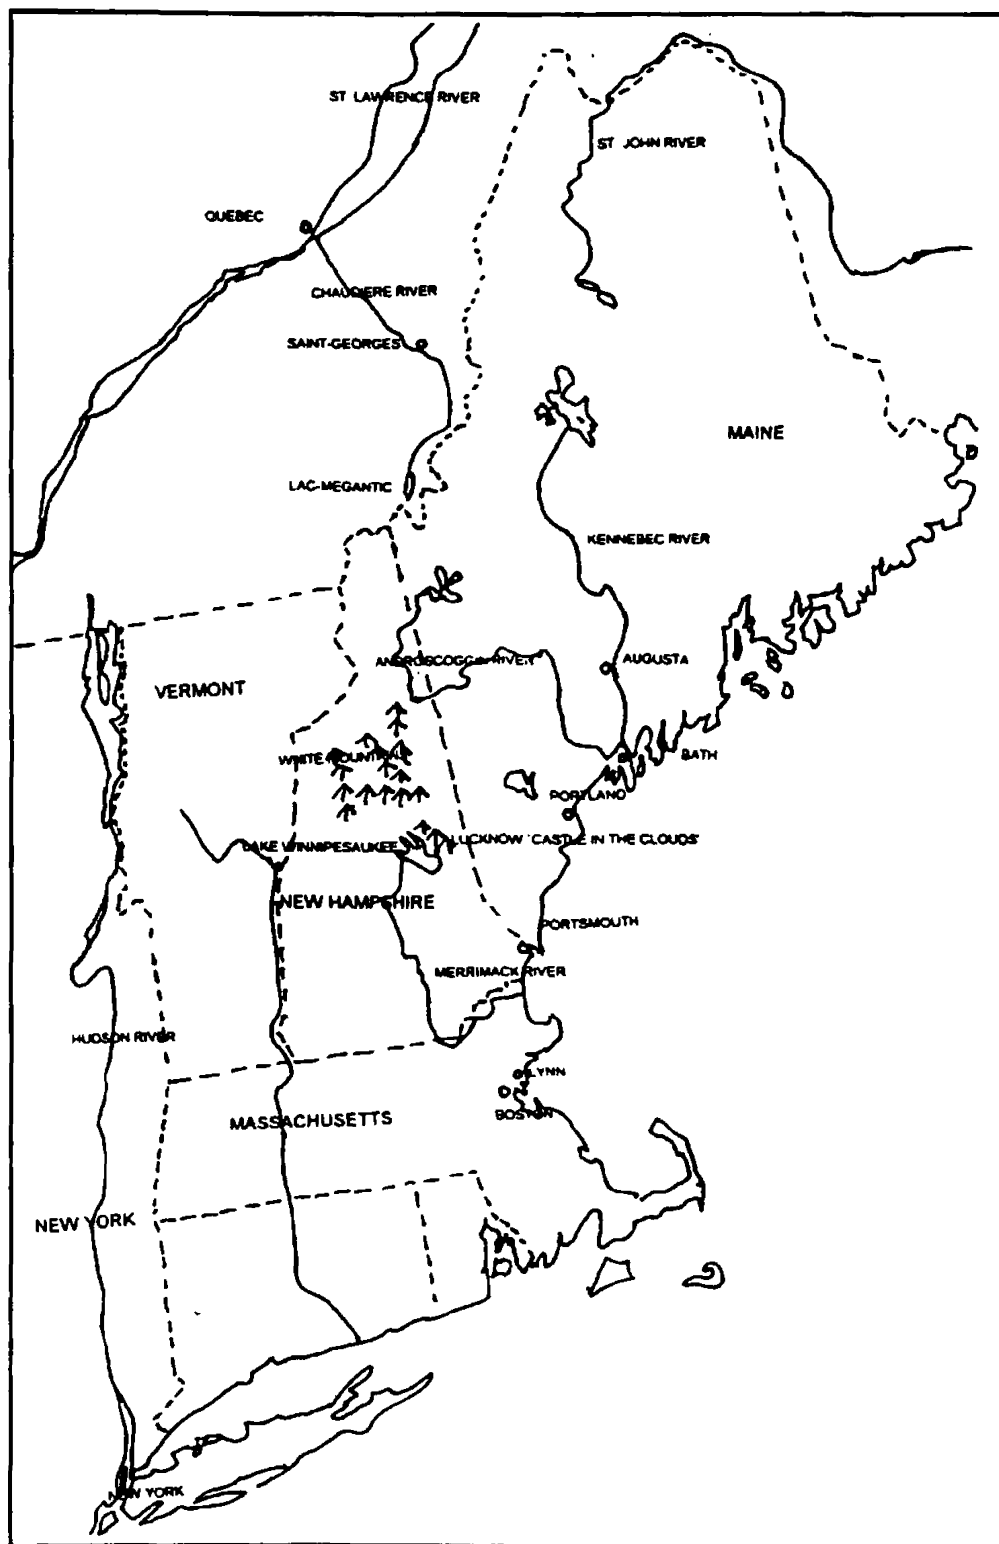 ST LAWRENCE RIVER
ST JOHN RIVER
QUEBEC
CHAUDIERE RIVER
SAINT-GEORGES
MAINE
LAC-MEGANTIC
KENNEBEC RIVER
ANDROSCOGGIN RIVER
AUGUSTA
VERMONT
WHITE MOUNTAINS
BATH
PORTLAND
LAKE WINNIPESAUKEE
LUCKNOW 'CASTLE IN THE CLOUDS'
NEW HAMPSHIRE
PORTSMOUTH
MERRIMACK RIVER
HUDSON RIVER
LYNN
BOSTON
MASSACHUSETTS
NEW YORK
NEW YORK